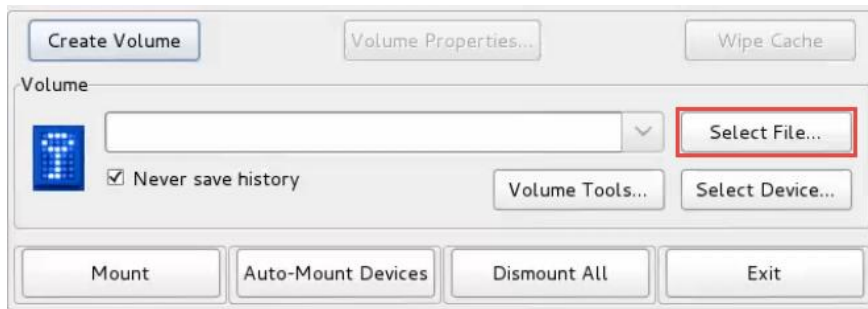 Create Volume Volume Properties... Wipe Cache
Volume
Select File...
Never save history
Volume Tools... Select Device...
Mount Auto-Mount Devices Dismount All Exit